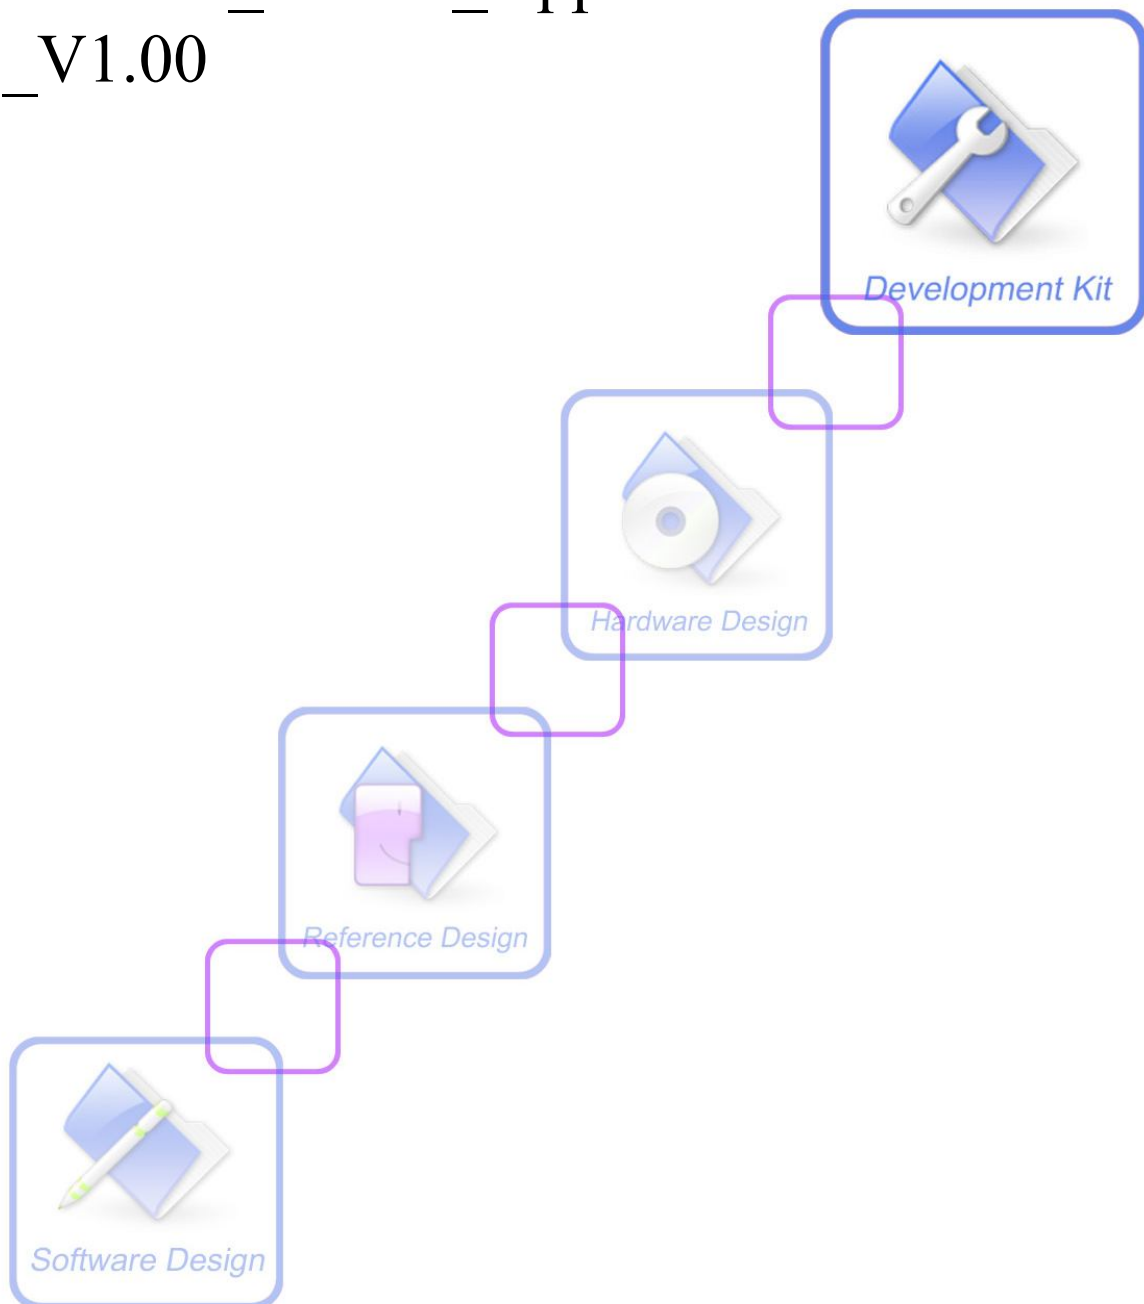 _V1.00
Development Kit
Hardware Design
Reference Design
Software Design